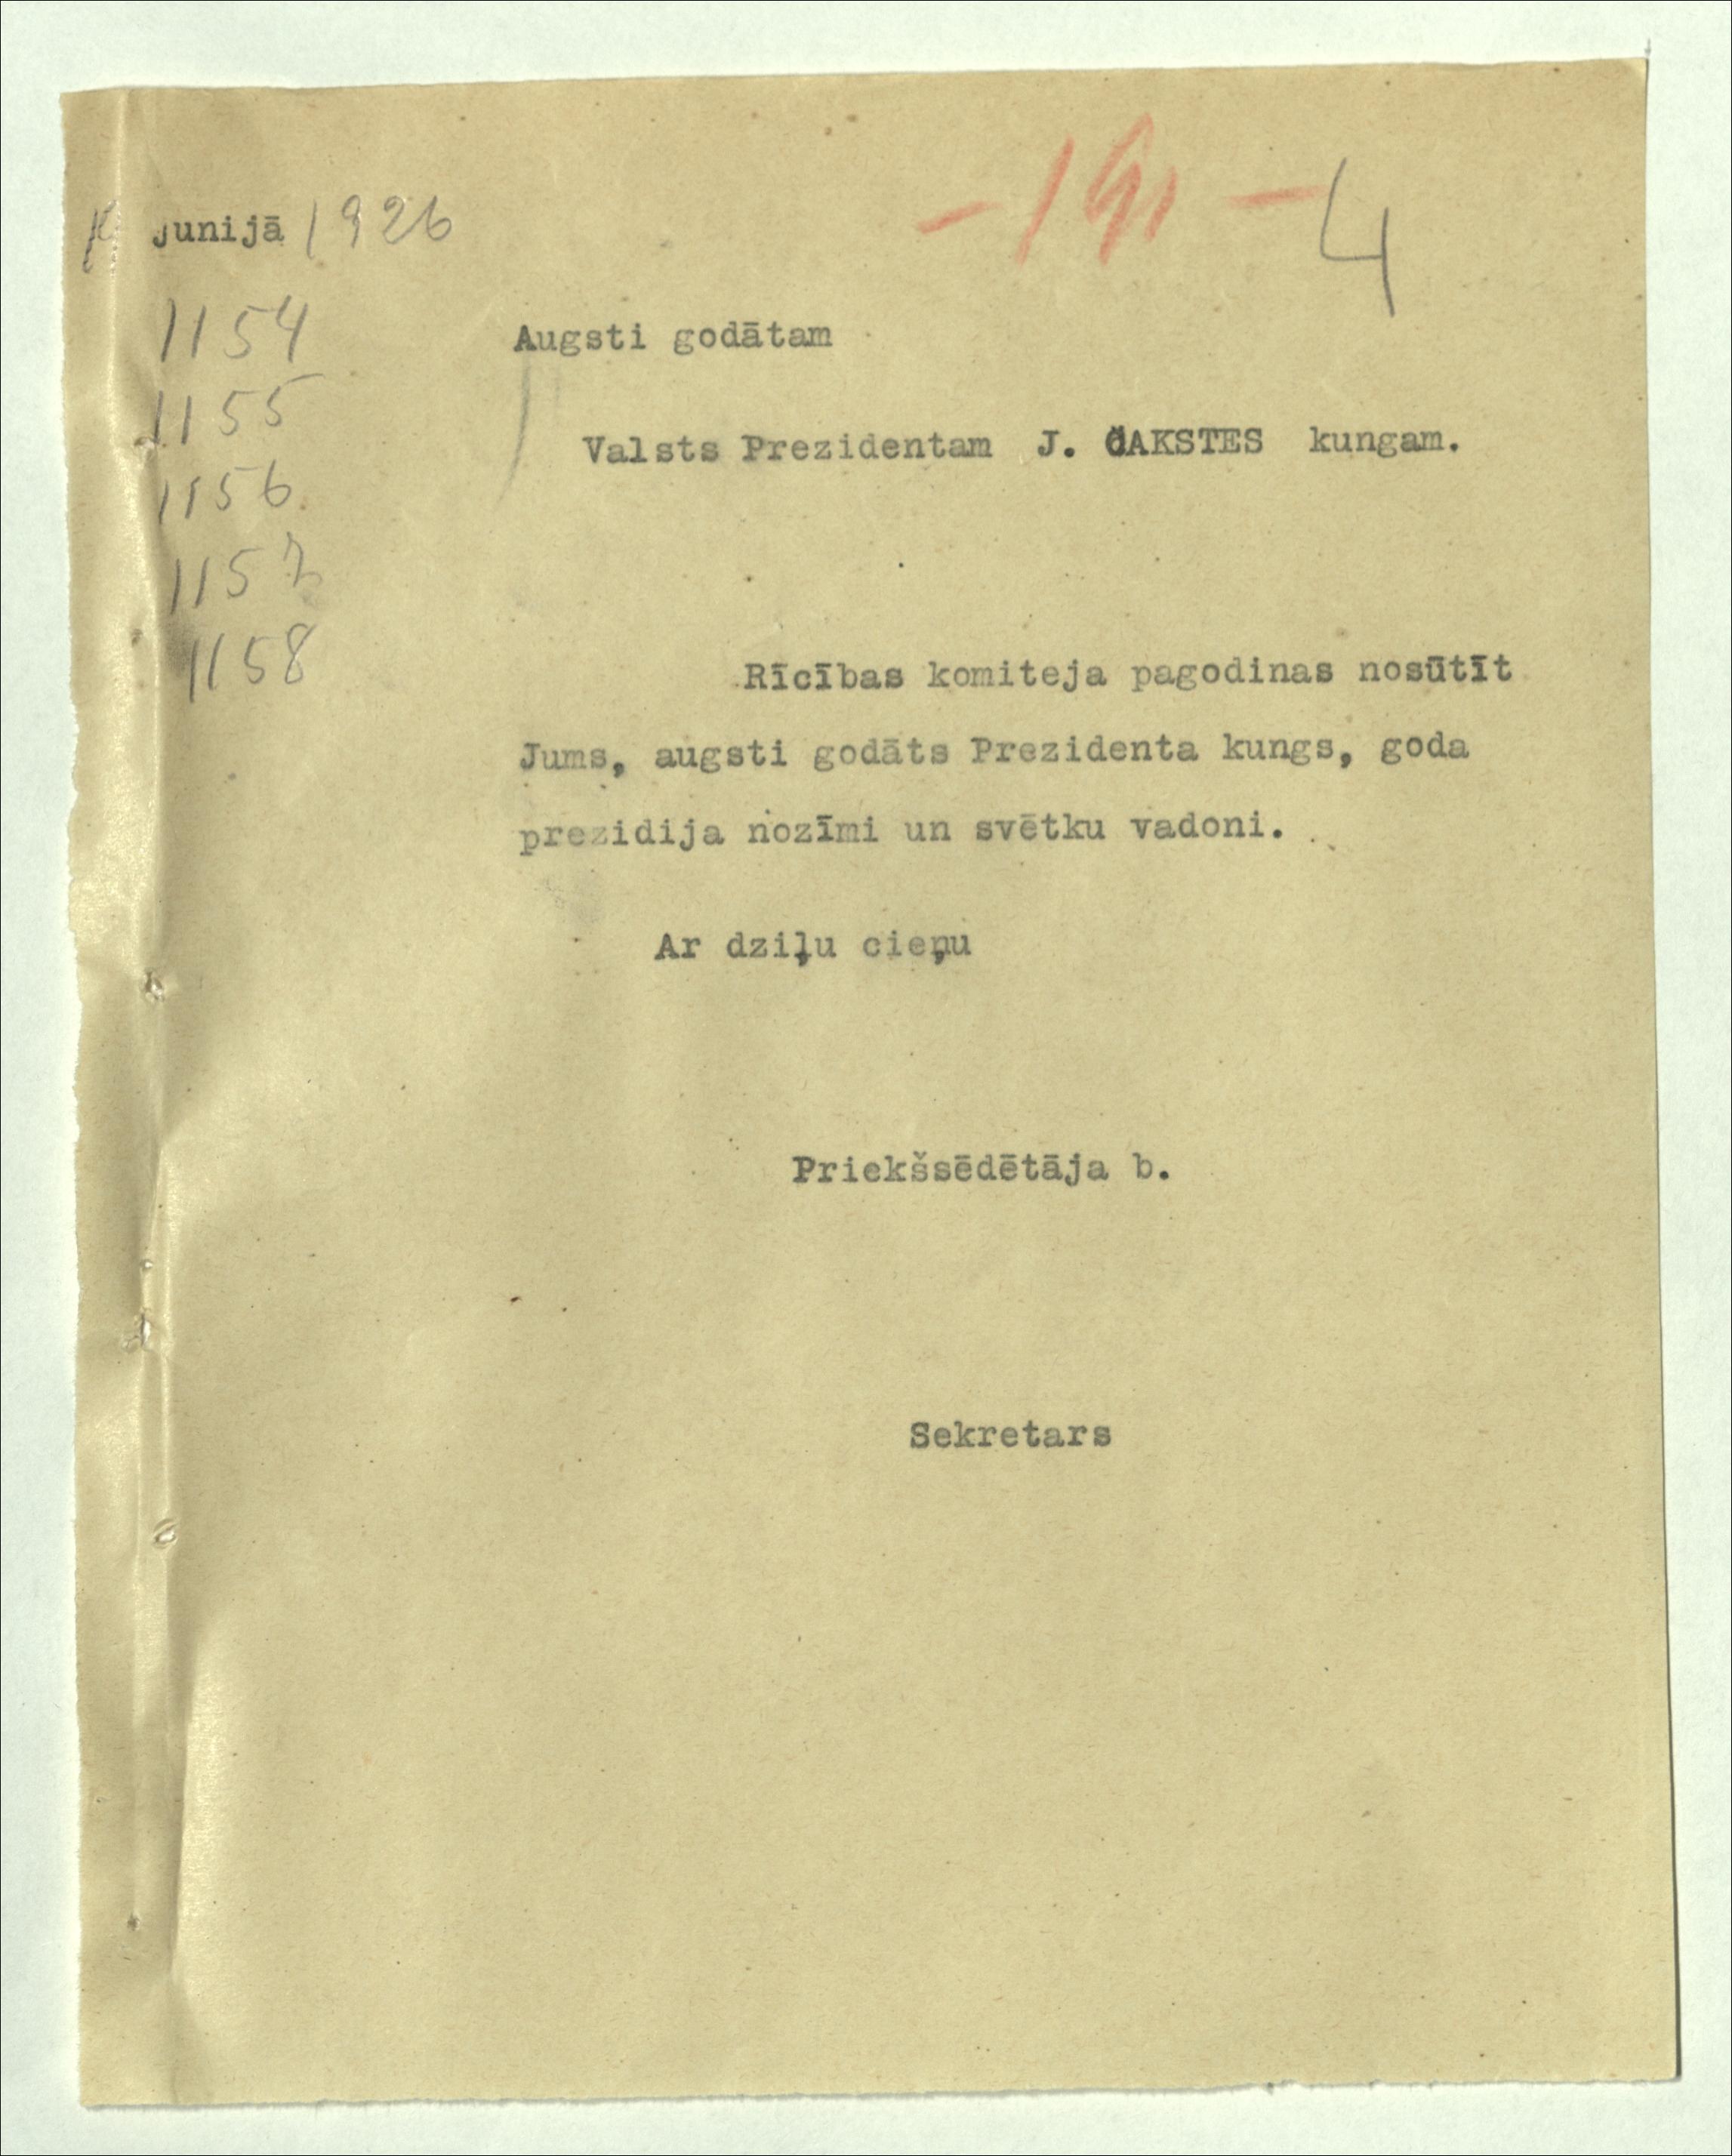 junijā 1926
4
1154
1155
1156
1157
1158
Augsti godātam
Valsts Prezidentam J. ČAKSTES kungam.
Rīcības komiteja pagodinas nosūtīt
Jums, augsti godāts Prezidenta kungs, goda
prezidija nozīmi un svētku vadoni.
Ar dziļu cieņu
Priekšsēdētāja b.
Sekretars